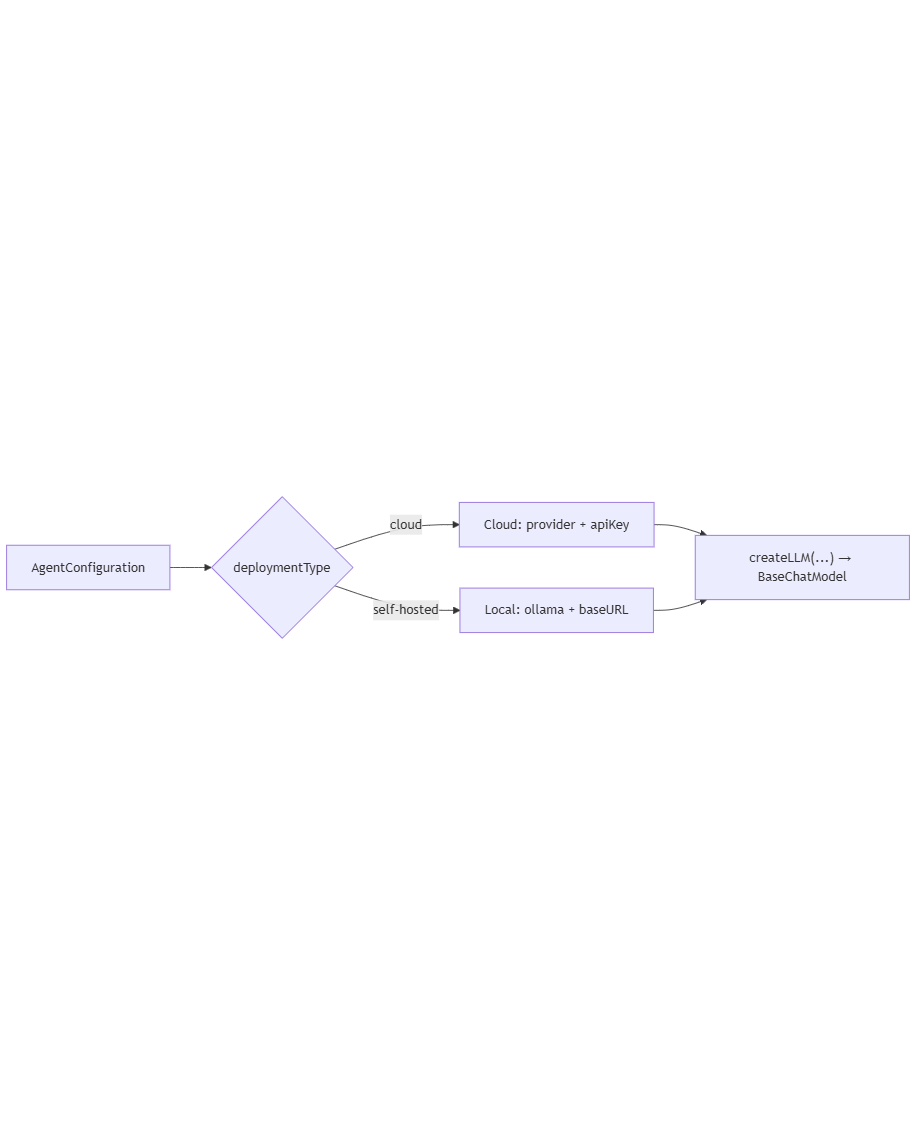 AgentConfiguration
deploymentType
cloud
self-hosted
Cloud: provider + apiKey
Local: ollama + baseURL
createLLM(...) →
BaseChatModel